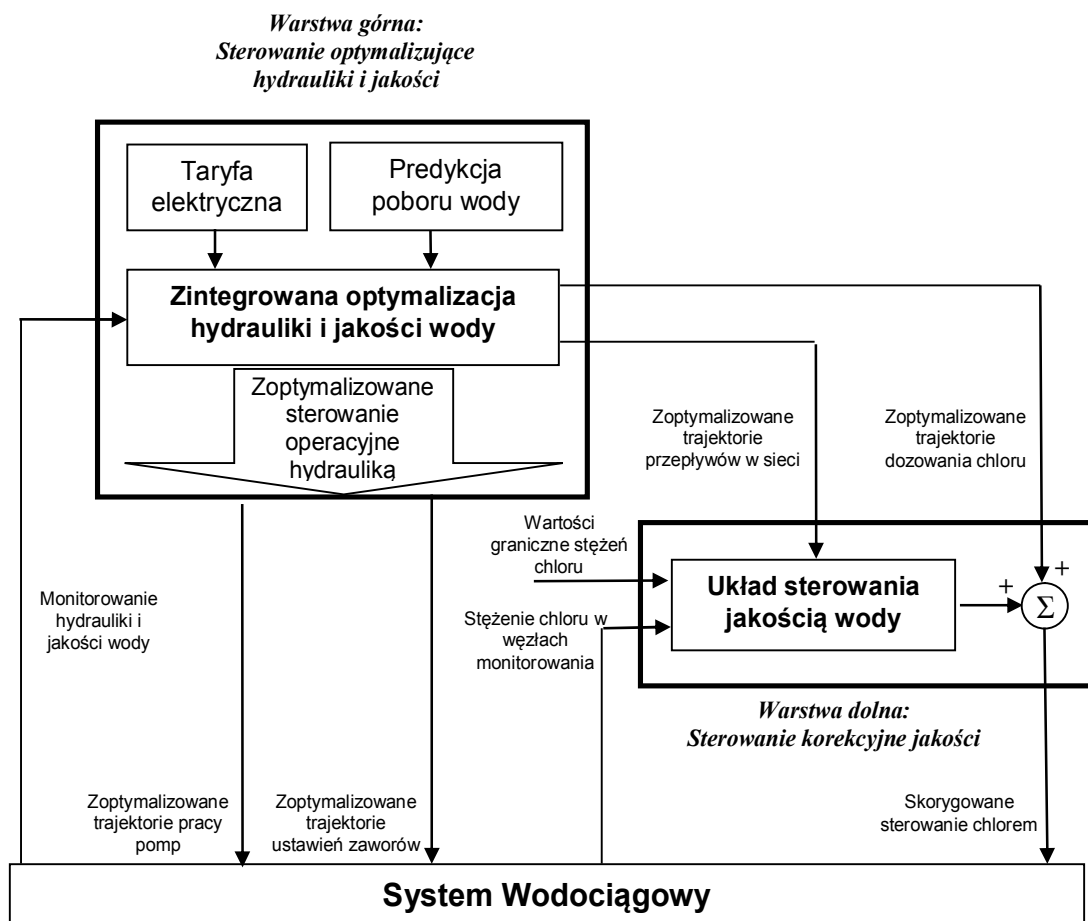 Warstwa górna:
Sterowanie optymalizujące
hydrauliki i jakości
Taryfa
elektryczna
Predykcja
poboru wody
Zintegrowana optymalizacja
hydrauliki i jakości wody
Zoptymalizowane
sterowanie
operacyjne
hydrauliką
Zoptymalizowane
trajektorie
przepływów w sieci
Zoptymalizowane
trajektorie
dozowania chloru
Wartości
graniczne stężeń
chloru
Układ sterowania
jakością wody
+
+
Σ
Monitorowanie
hydrauliki i
jakości wody
Stężenie chloru w
węzłach
monitorowania
Warstwa dolna:
Sterowanie korekcyjne jakości
Zoptymalizowane
trajektorie pracy
pomp
Zoptymalizowane
trajektorie
ustawień zaworów
Skorygowane
sterowanie chlorem
System Wodociągowy